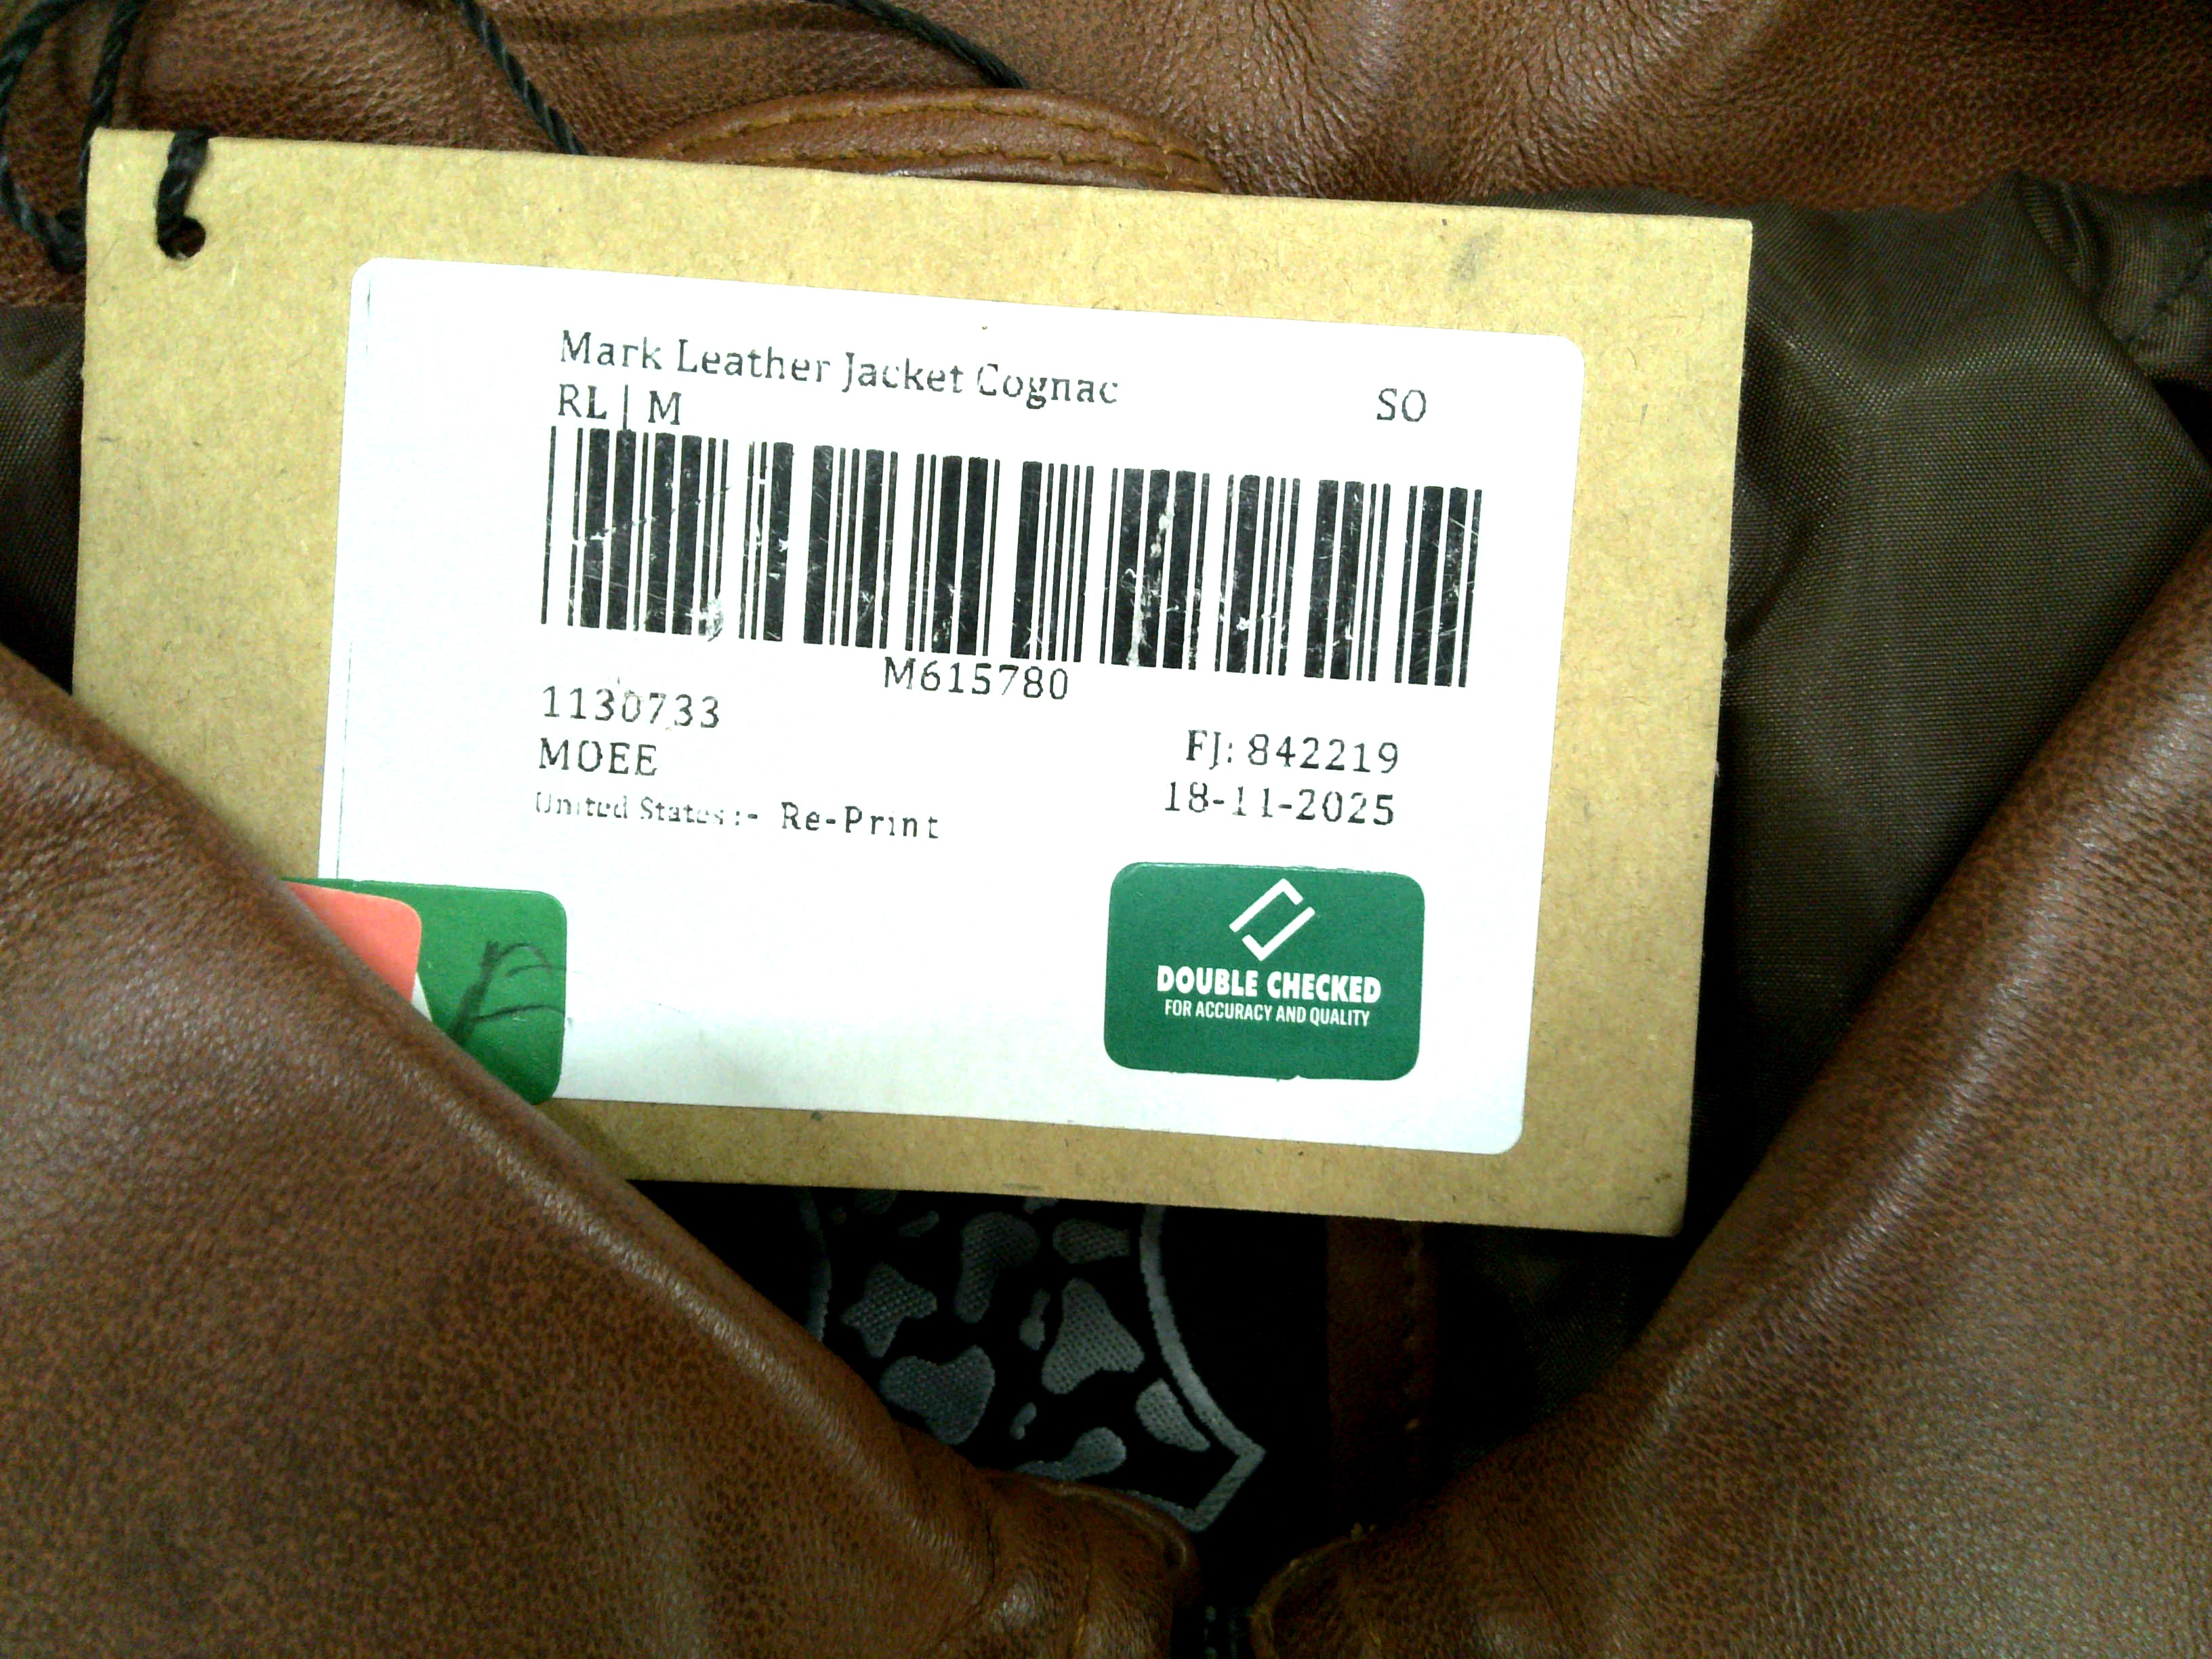 Mark Leather Jacket Cognac
RL | M SO
M615780
1130733
MOEE
FJ: 842219
United States:- Re-Print
18-11-2025
DOUBLE CHECKED
FOR ACCURACY AND QUALITY